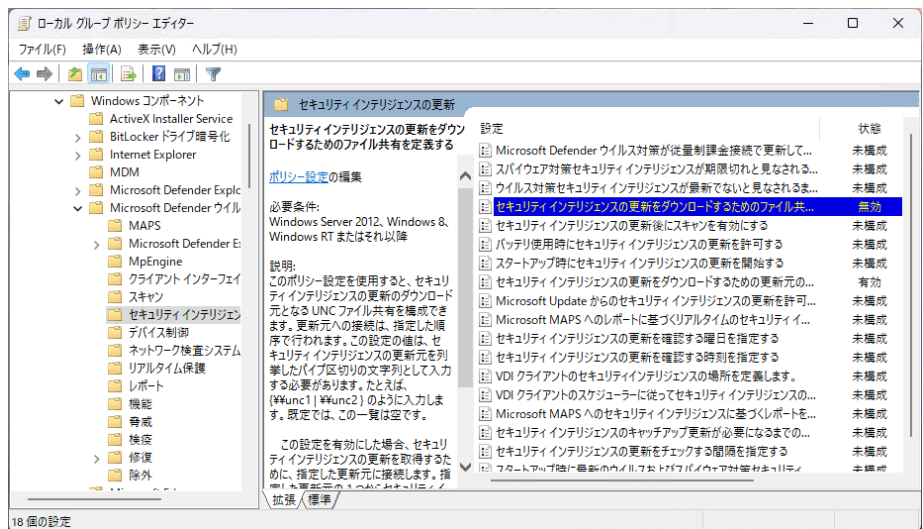 ローカル グループ ポリシー エディター
ファイル(F) 操作(A) 表示(V) ヘルプ(H)
Windows コンポーネント
ActiveX Installer Service
BitLocker ドライブ暗号化
Internet Explorer
MDM
Microsoft Defender Explo
Microsoft Defender ウイル
MAPS
Microsoft Defender E
MpEngine
クライアント インターフェイ
スキャン
セキュリティ インテリジェン
デバイス制御
ネットワーク検査システム
リアルタイム保護
レポート
機能
脅威
検疫
修復
除外
セキュリティ インテリジェンスの更新
セキュリティ インテリジェンスの更新をダウン
ロードするためのファイル共有を定義する
ポリシー設定の編集
必要条件:
Windows Server 2012、Windows 8、
Windows RT またはそれ以降
説明:
このポリシー設定を使用すると、セキュリ
ティ インテリジェンスの更新のダウンロード
元となる UNC ファイル共有を構成でき
ます。更新元への接続は、指定した順
序で行われます。この設定の値は、セ
キュリティ インテリジェンスの更新元を列
挙したパイプ区切りの文字列として入力
する必要があります。たとえば、
{¥¥unc1 | ¥¥unc2 } のように入力しま
す。既定では、この一覧は空です。
この設定を有効にした場合、セキュリ
ティ インテリジェンスの更新を取得するた
めに、指定した更新元に接続します。指
設定 状態
Microsoft Defender ウイルス対策が従量制課金接続で更新して... 未構成
スパイウェア対策セキュリティ インテリジェンスが期限切れと見なされる... 未構成
ウイルス対策セキュリティ インテリジェンスが最新でないと見なされるま... 未構成
セキュリティ インテリジェンスの更新をダウンロードするためのファイル共... 無効
セキュリティ インテリジェンスの更新後にスキャンを有効にする 未構成
バッテリ使用時にセキュリティ インテリジェンスの更新を許可する 未構成
スタートアップ時にセキュリティ インテリジェンスの更新を開始する 未構成
セキュリティ インテリジェンスの更新をダウンロードするための更新元の... 有効
Microsoft Update からのセキュリティ インテリジェンスの更新を許可... 未構成
Microsoft MAPS へのレポートに基づくリアルタイムのセキュリティ イ... 未構成
セキュリティ インテリジェンスの更新を確認する曜日を指定する 未構成
セキュリティ インテリジェンスの更新を確認する時刻を指定する 未構成
VDI クライアントのセキュリティインテリジェンスの場所を定義します。 未構成
VDI クライアントのスケジューラーに従ってセキュリティ インテリジェンスの... 未構成
Microsoft MAPS へのセキュリティ インテリジェンスに基づくレポートを... 未構成
セキュリティ インテリジェンスのキャッチアップ更新が必要になるまでの... 未構成
セキュリティ インテリジェンスの更新をチェックする間隔を指定する 未構成
スタートアップ時に最新のウイルスおよびスパイウェア対策セキュリティ 未構成
拡張 標準
18 個の設定